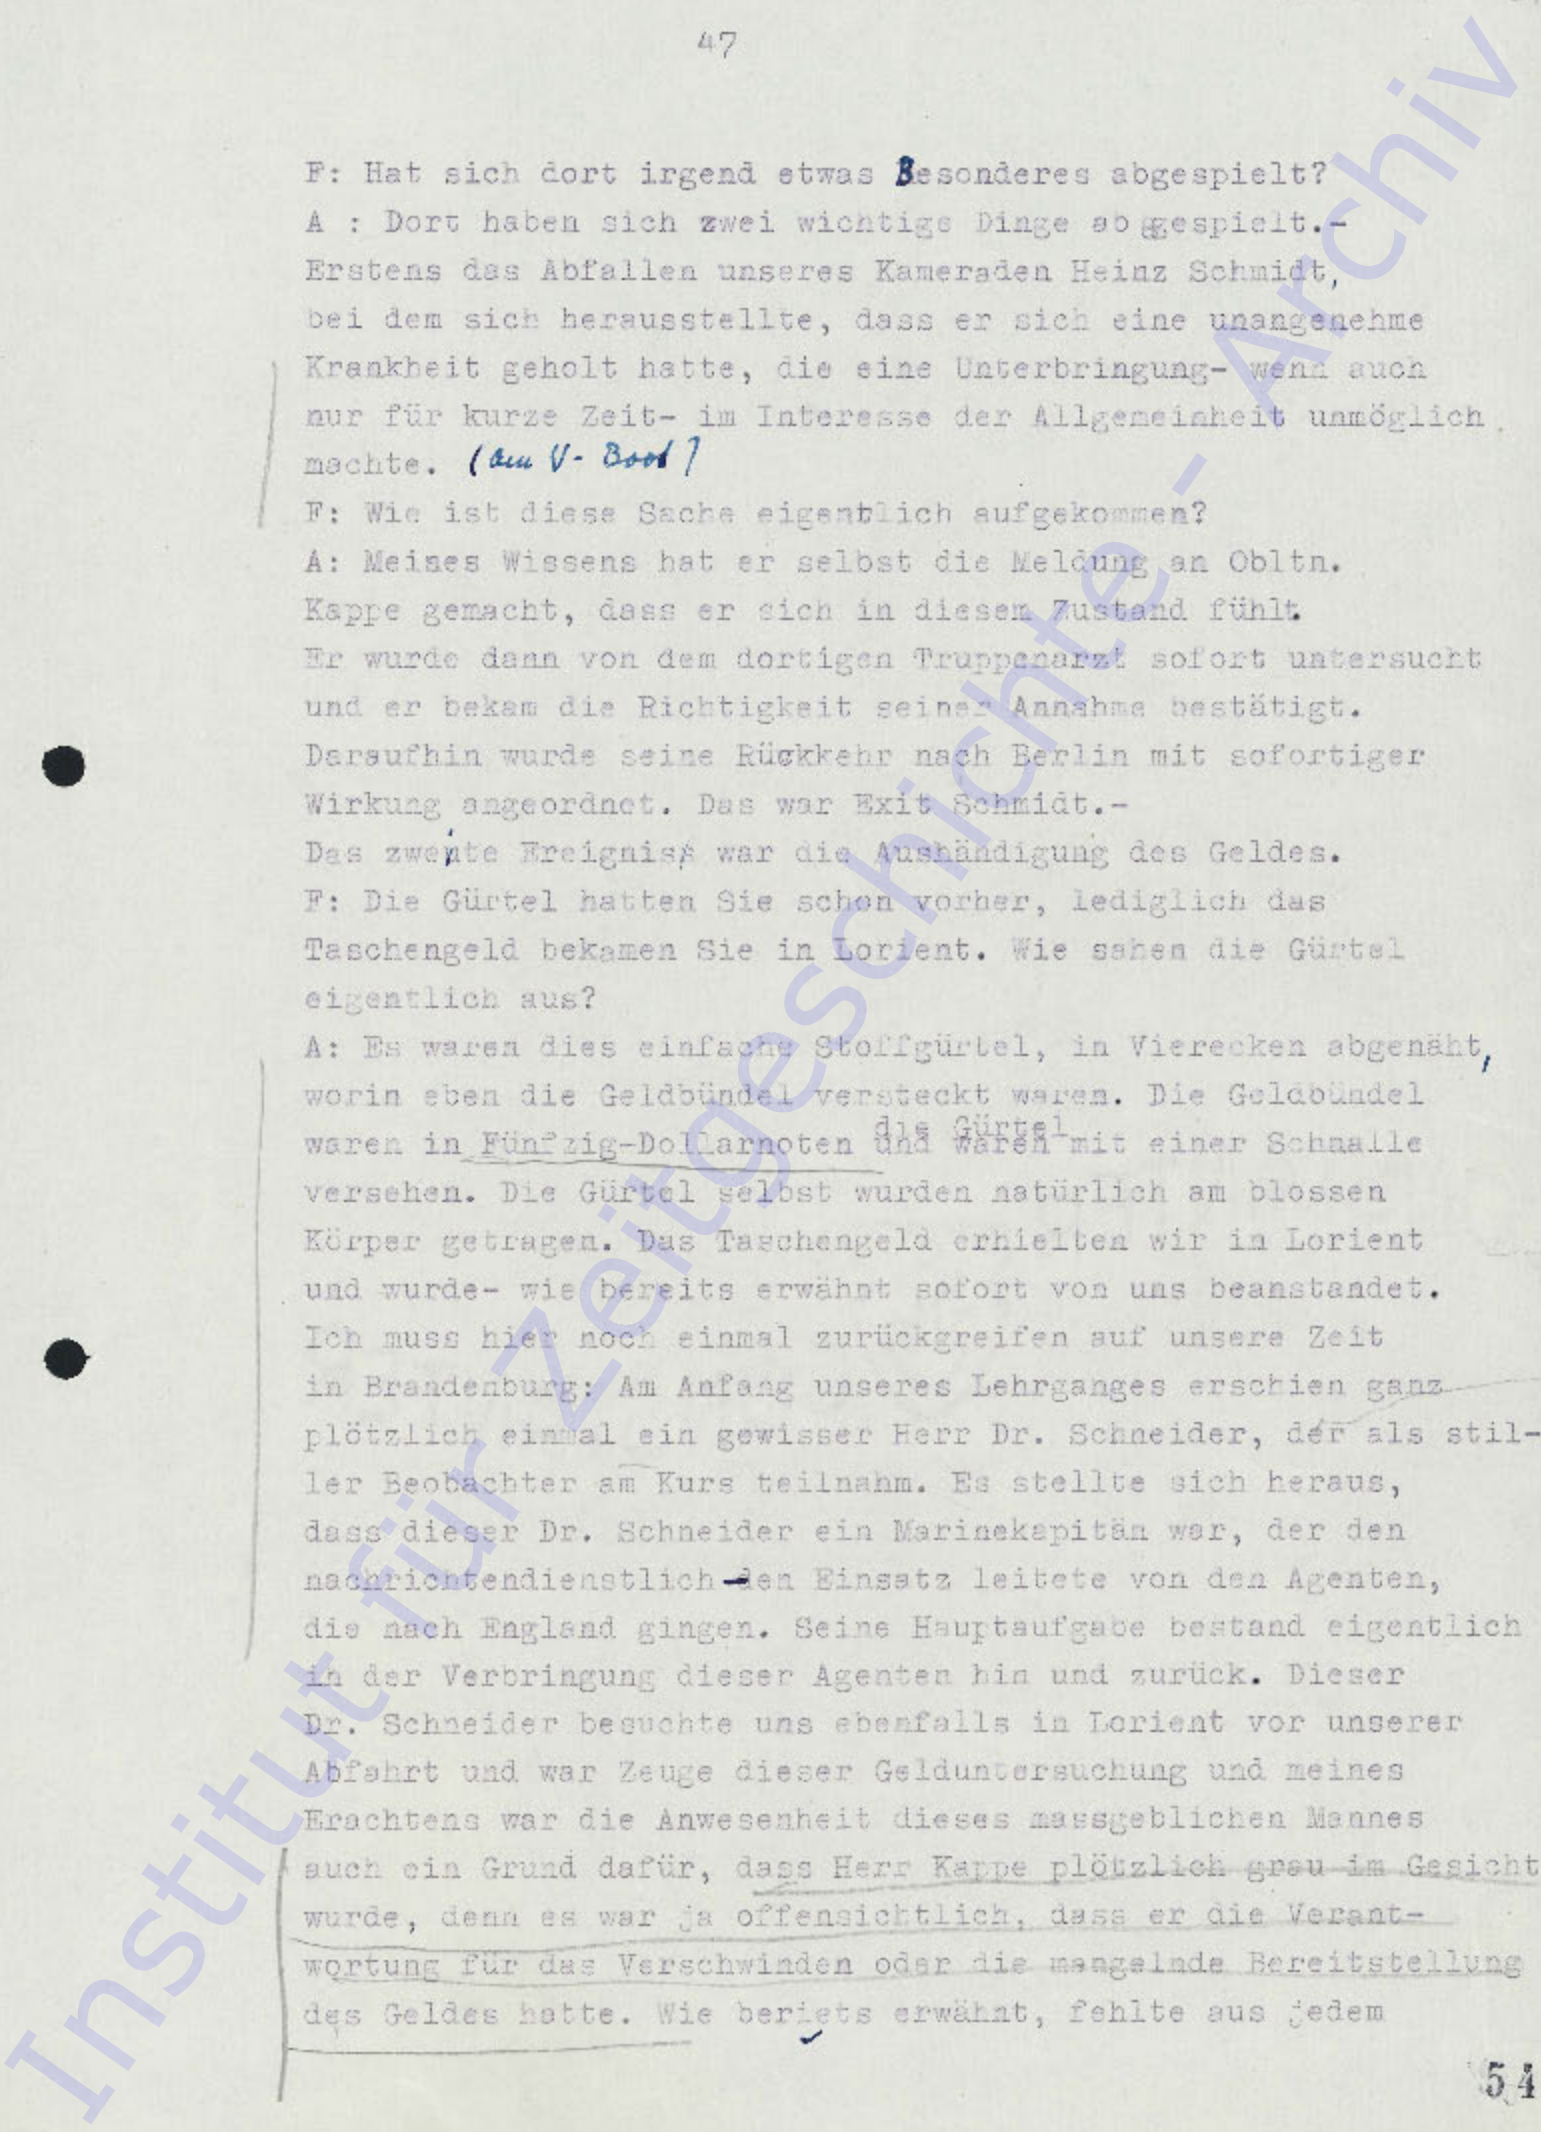 47
F: Hat sich dort irgend etwas Besonderes abgespielt?
A : Dort haben sich zwei wichtige Dinge abggespielt.-
Erstens das Abfallen unseres Kameraden Heinz Schmidt,
bei dem sich herausstellte, dass er sich eine unangenehme
Krankheit geholt hatte, die eine Unterbringung- wenn auch
nur für kurze Zeit- im Interesse der Allgemeinheit unmöglich
machte. (am U-Boot)
F: Wie ist diese Sache eigentlich aufgekommen?
A: Meines Wissens hat er selbst die Meldung an Obltn.
Kappe gemacht, dass er sich in diesem Zustand fühlt.
Er wurde dann von dem dortigen Truppenarzt sofort untersucht
und er bekam die Richtigkeit seiner Annahme bestätigt.
Daraufhin wurde seine Rückkehr nach Berlin mit sofortiger
Wirkung angeordnet. Das war Exit Schmidt.-
Das zweite Ereignis war die Aushändigung des Geldes.
F: Die Gürtel hatten Sie schon vorher, lediglich das
Taschengeld bekamen Sie in Lorient. Wie sahen die Gürtel
eigentlich aus?
A: Es waren dies einfache Stoffgürtel, in Vierecken abgenäht,
worin eben die Geldbündel versteckt waren. Die Geldbündel
die Gürtel
waren in Fünfzig-Dollarnoten und waren mit einer Schnalle
versehen. Die Gürtel selbst wurden natürlich am blossen
Körper getragen. Das Taschengeld erhielten wir in Lorient
und wurde- wie bereits erwähnt sofort von uns beanstandet.
Ich muss hier noch einmal zurückgreifen auf unsere Zeit
in Brandenburg: Am Anfang unseres Lehrganges erschien ganz
plötzlich einmal ein gewisser Herr Dr. Schneider, der als stil-
ler Beobachter am Kurs teilnahm. Es stellte sich heraus,
dass dieser Dr. Schneider ein Marinekapitän war, der den
nachrichtendienstlich-den Einsatz leitete von den Agenten,
die nach England gingen. Seine Hauptaufgabe bestand eigentlich
in der Verbringung dieser Agenten hin und zurück. Dieser
Dr. Schneider besuchte uns ebenfalls in Lorient vor unserer
Abfahrt und war Zeuge dieser Gelduntersuchung und meines
Erachtens war die Anwesenheit dieses massgeblichen Mannes
auch ein Grund dafür, dass Herr Kappe plötzlich grau im Gesicht
wurde, denn es war ja offensichtlich, dass er die Verant-
wortung für das Verschwinden oder die mangelnde Bereitstellung
des Geldes hatte. Wie beriets erwähnt, fehlte aus jedem
54
Institut für Zeitgeschichte - Archiv